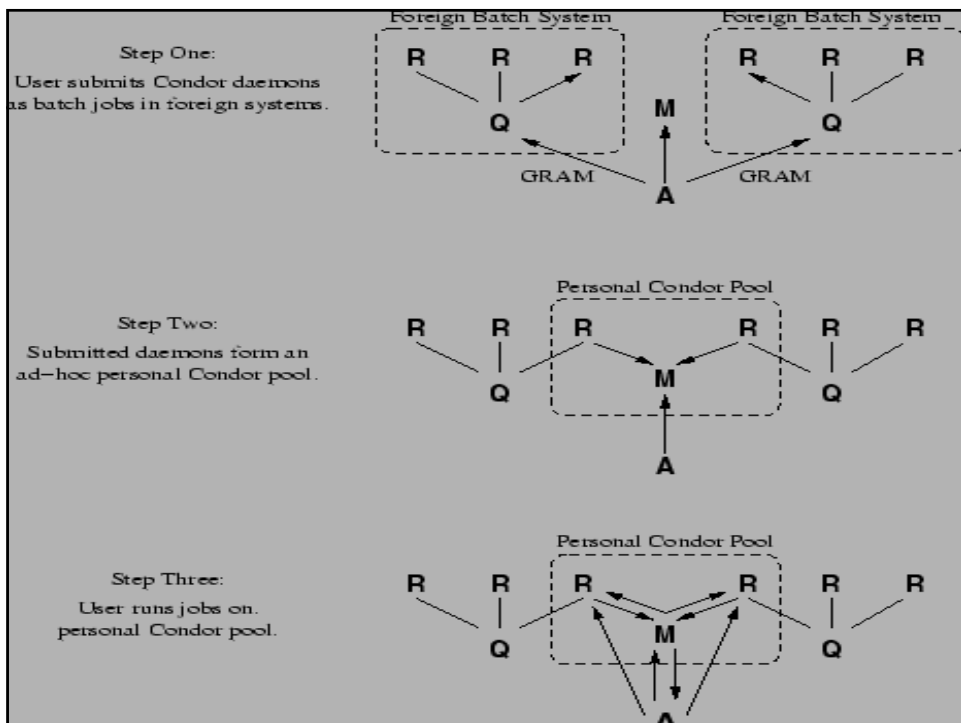 Foreign Batch System
Foreign Batch System
Step One:
User submits Condor daemons
as batch jobs in foreign systems.
R R R
R R R
M
Q
Q
GRAM
GRAM
A
Personal Condor Pool
Step Two:
Submitted daemons form an
ad-hoc personal Condor pool.
R R R R R R
M
Q
Q
A
Personal Condor Pool
Step Three:
User runs jobs on.
personal Condor pool.
R R R R R R
M
Q
Q
A